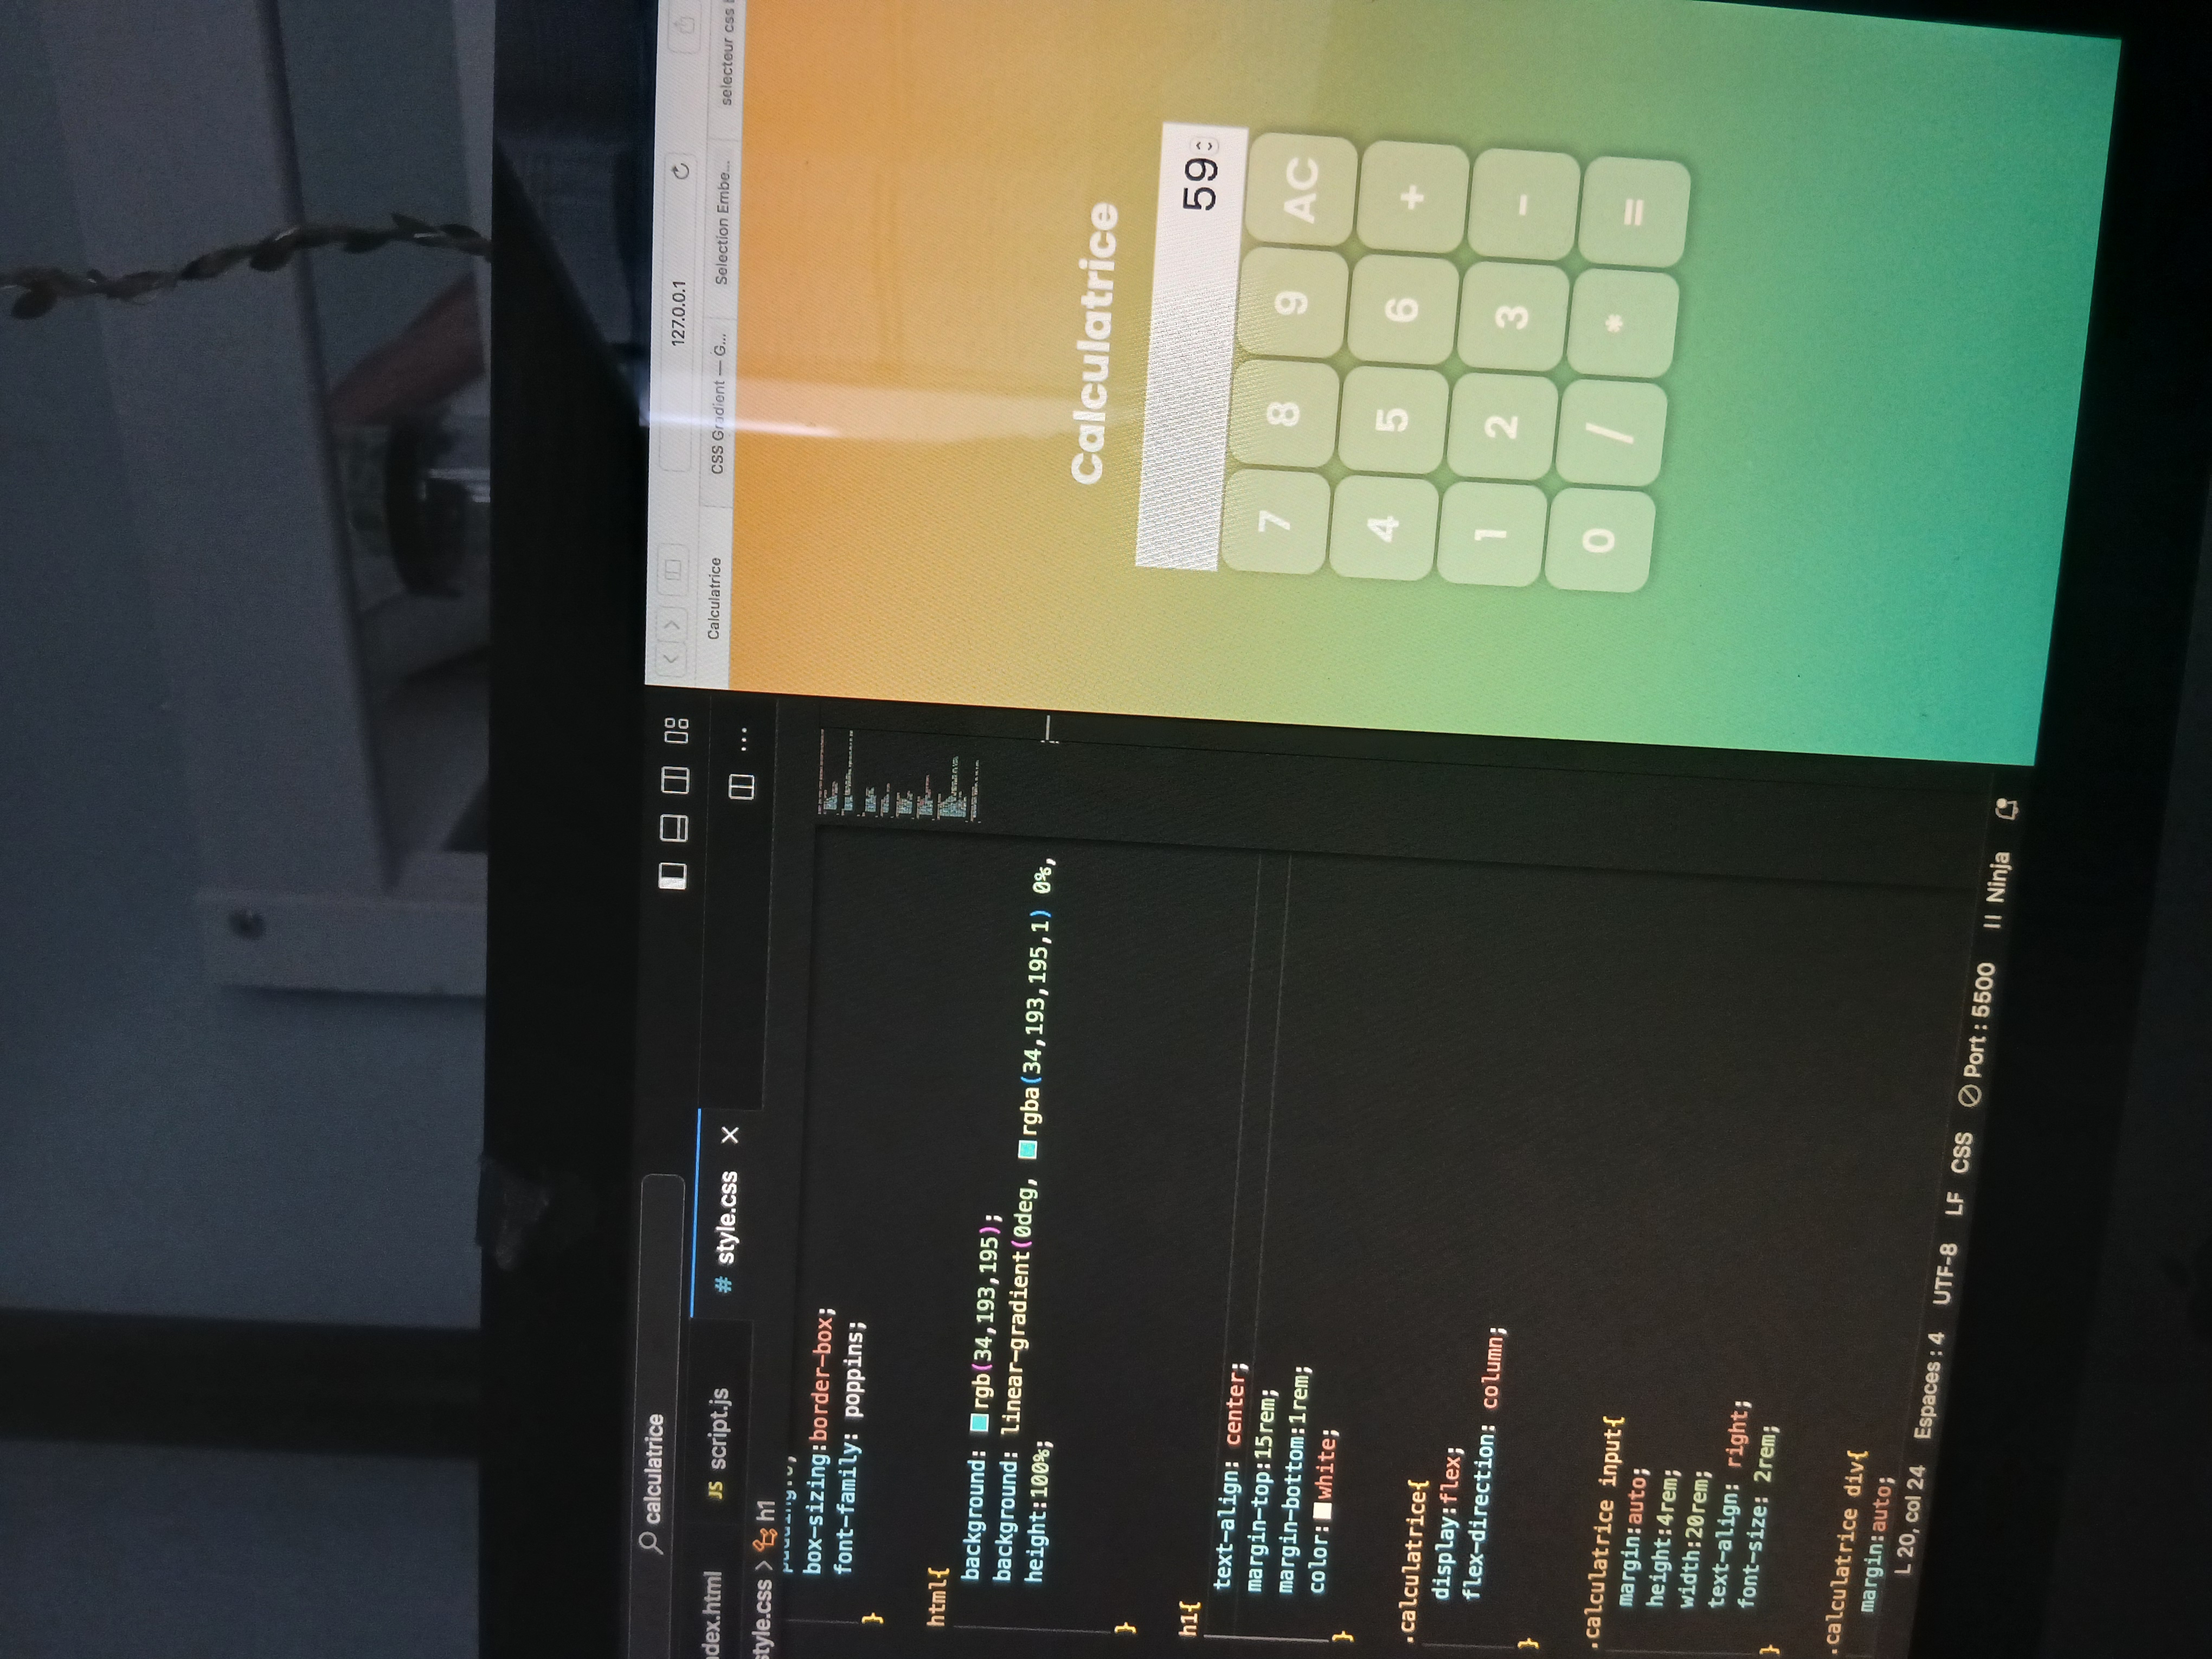 calculatrice
dex.html
JS script.js
# style.css
style.css > h1
padding:0;
box-sizing:border-box;
font-family: poppins;
}
html{
background: rgb(34,193,195);
background: linear-gradient(0deg, rgba(34,193,195,1) 0%,
height:100%;
}
h1{
text-align: center;
margin-top:15rem;
margin-bottom:1rem;
color:white;
}
.calculatrice{
display:flex;
flex-direction: column;
}
.calculatrice input{
margin:auto;
height:4rem;
width:20rem;
text-align: right;
font-size: 2rem;
}
.calculatrice div{
margin:auto;
L 20, col 24 Espaces : 4 UTF-8 LF CSS Port : 5500 Ninja
127.0.0.1
Calculatrice
CSS Gradient — G...
Selection Embe...
selecteur css
Calculatrice
59
7 8 9 AC
4 5 6 +
1 2 3 -
0 / * =